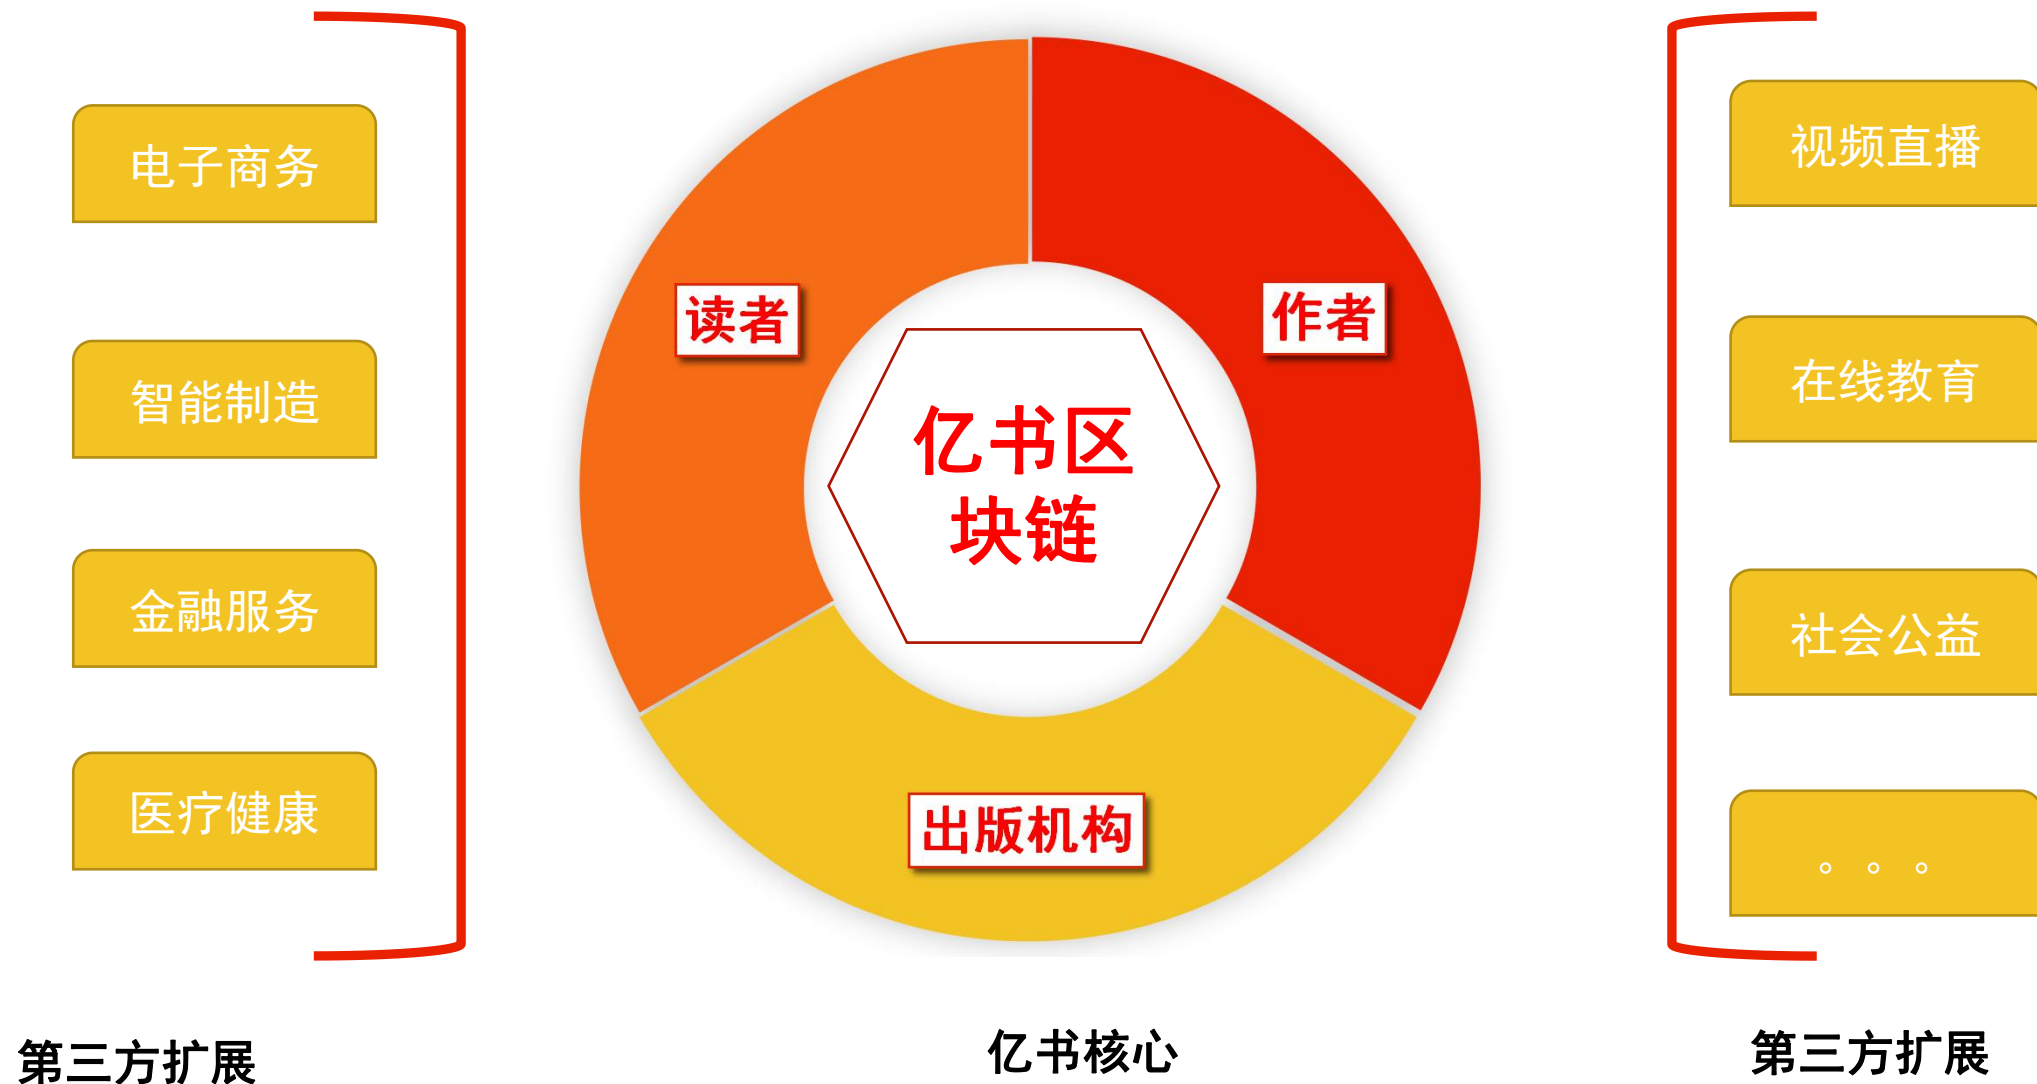 电子商务
智能制造
金融服务
医疗健康
第三方扩展
读者
作者
亿书区
块链
出版机构
亿书核心
视频直播
在线教育
社会公益
。。。
第三方扩展